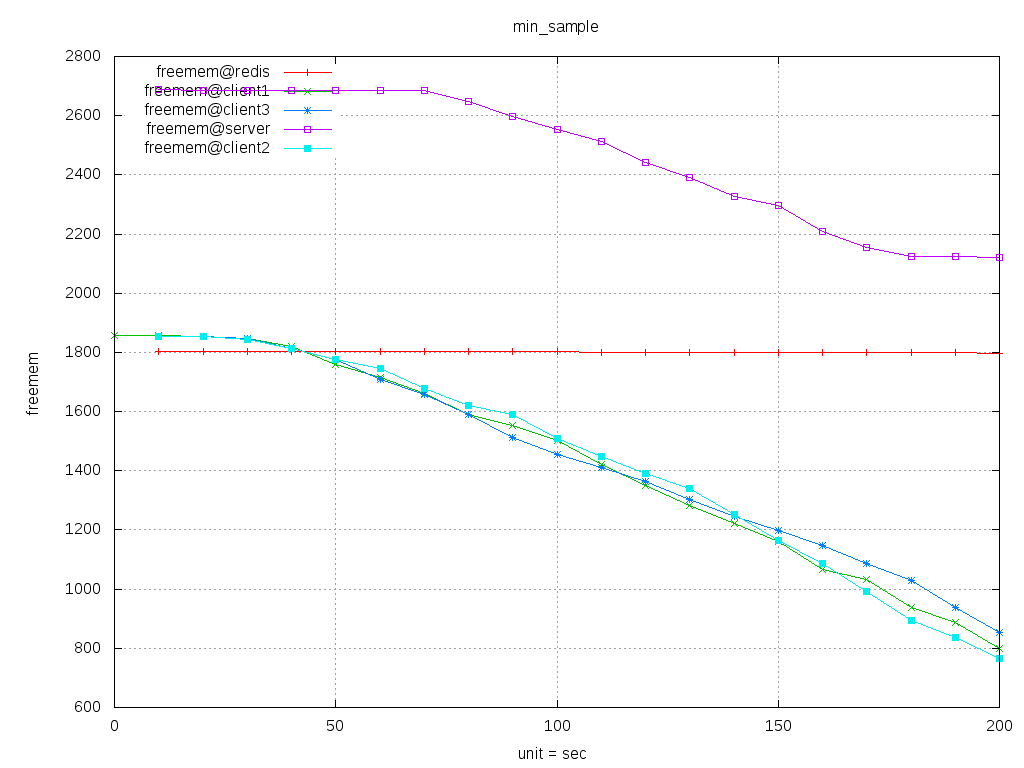 min_sample
2800
2600
2400
2200
2000
1800
1600
1400
1200
1000
800
600
freemem
freemem@redis
freemem@client1
freemem@client3
freemem@server
freemem@client2
0 50 100 150 200
unit = sec